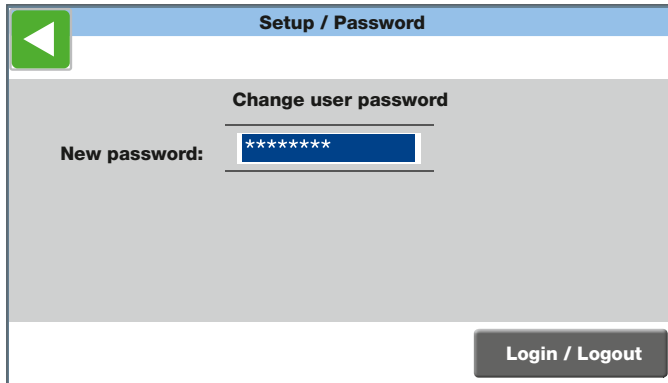 Setup / Password
Change user password
New password: ********
Login / Logout